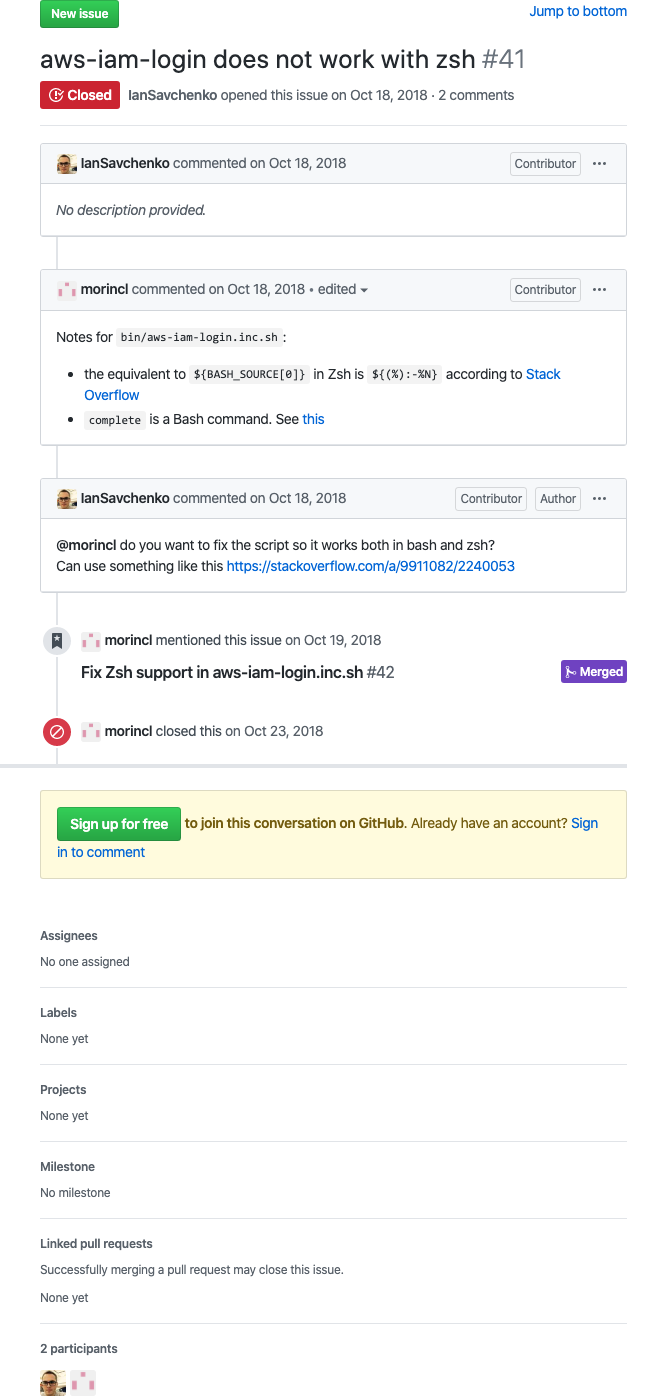 New issue
Jump to bottom
aws-iam-login does not work with zsh #41
Closed IanSavchenko opened this issue on Oct 18, 2018 · 2 comments
IanSavchenko commented on Oct 18, 2018 Contributor ···
No description provided.
morincl commented on Oct 18, 2018 • edited Contributor ···
Notes for bin/aws-iam-login.inc.sh :
• the equivalent to ${BASH_SOURCE[0]} in Zsh is ${(%):-%N} according to Stack
Overflow
• complete is a Bash command. See this
IanSavchenko commented on Oct 18, 2018 Contributor Author ···
@morincl do you want to fix the script so it works both in bash and zsh?
Can use something like this https://stackoverflow.com/a/9911082/2240053
morincl mentioned this issue on Oct 19, 2018
Fix Zsh support in aws-iam-login.inc.sh #42 Merged
morincl closed this on Oct 23, 2018
Sign up for free to join this conversation on GitHub. Already have an account? Sign
in to comment
Assignees
No one assigned
Labels
None yet
Projects
None yet
Milestone
No milestone
Linked pull requests
Successfully merging a pull request may close this issue.
None yet
2 participants